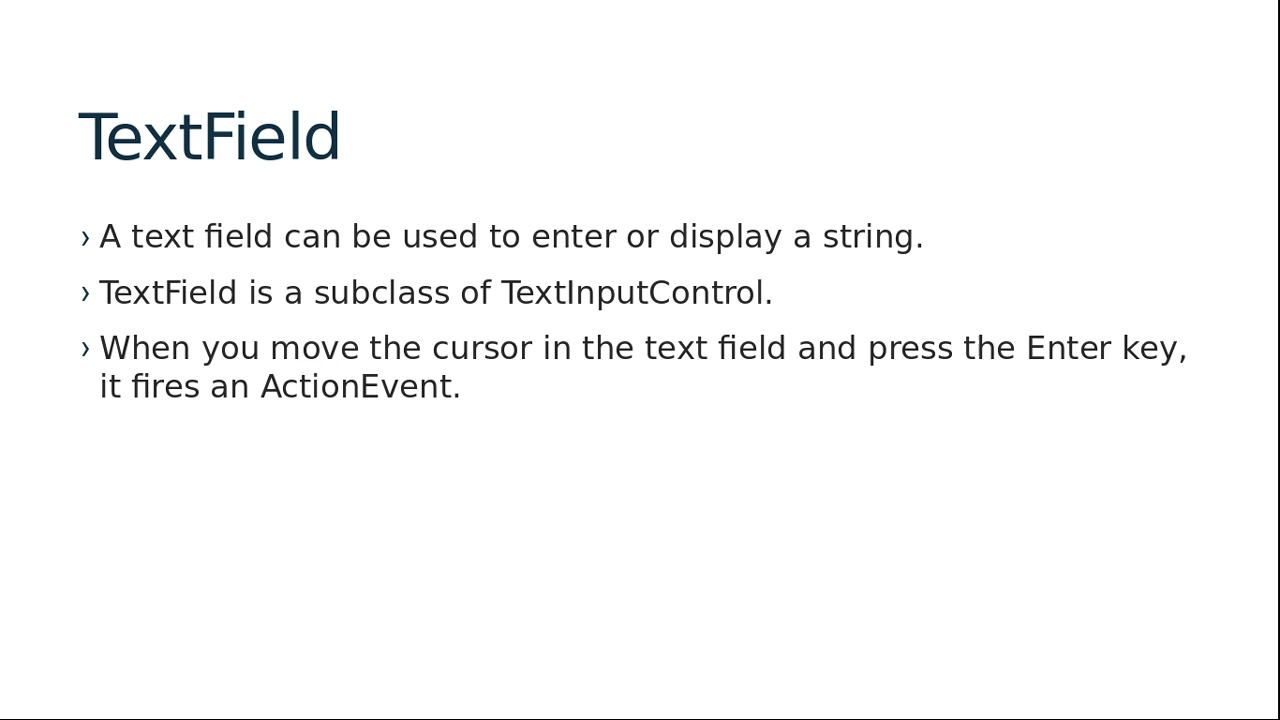 TextField
› A text field can be used to enter or display a string.
› TextField is a subclass of TextInputControl.
› When you move the cursor in the text field and press the Enter key,
it fires an ActionEvent.